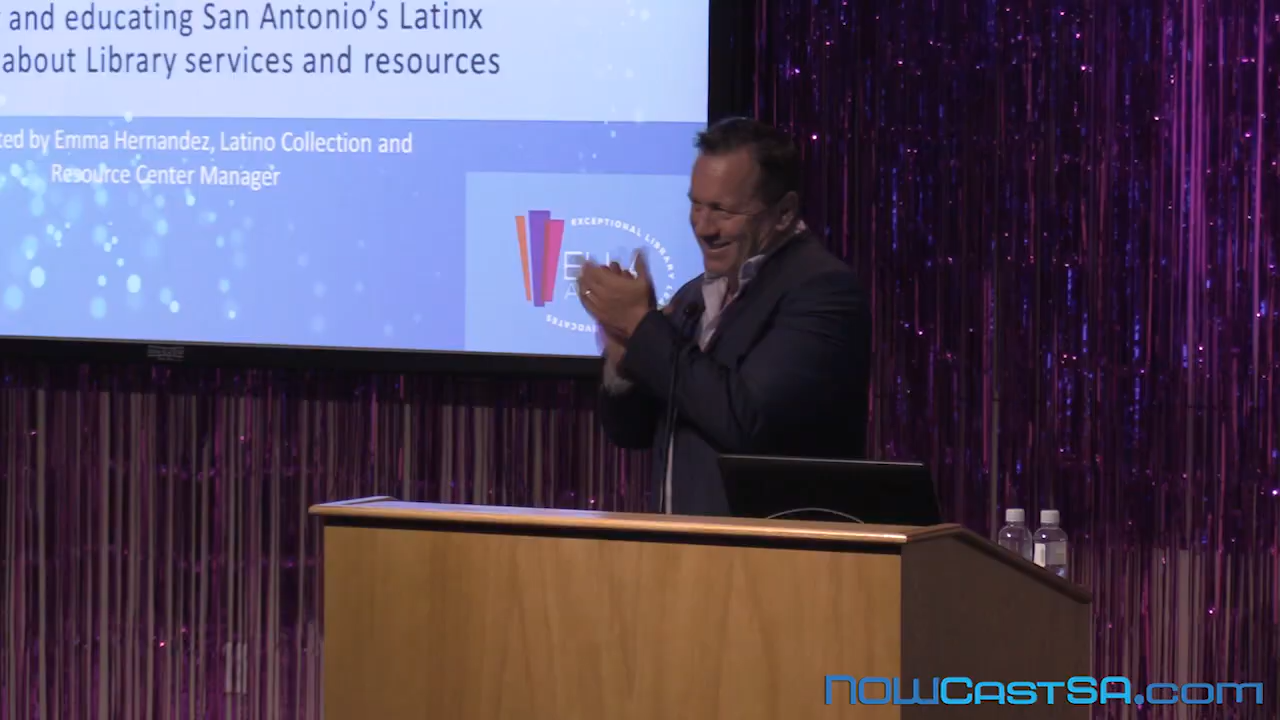 and educating San Antonio's Latinx
about Library services and resources
by Emma Hernandez, Latino Collection and
Resource Center Manager
EXCEPTIONAL LIBRARY
NOWCastSA.com